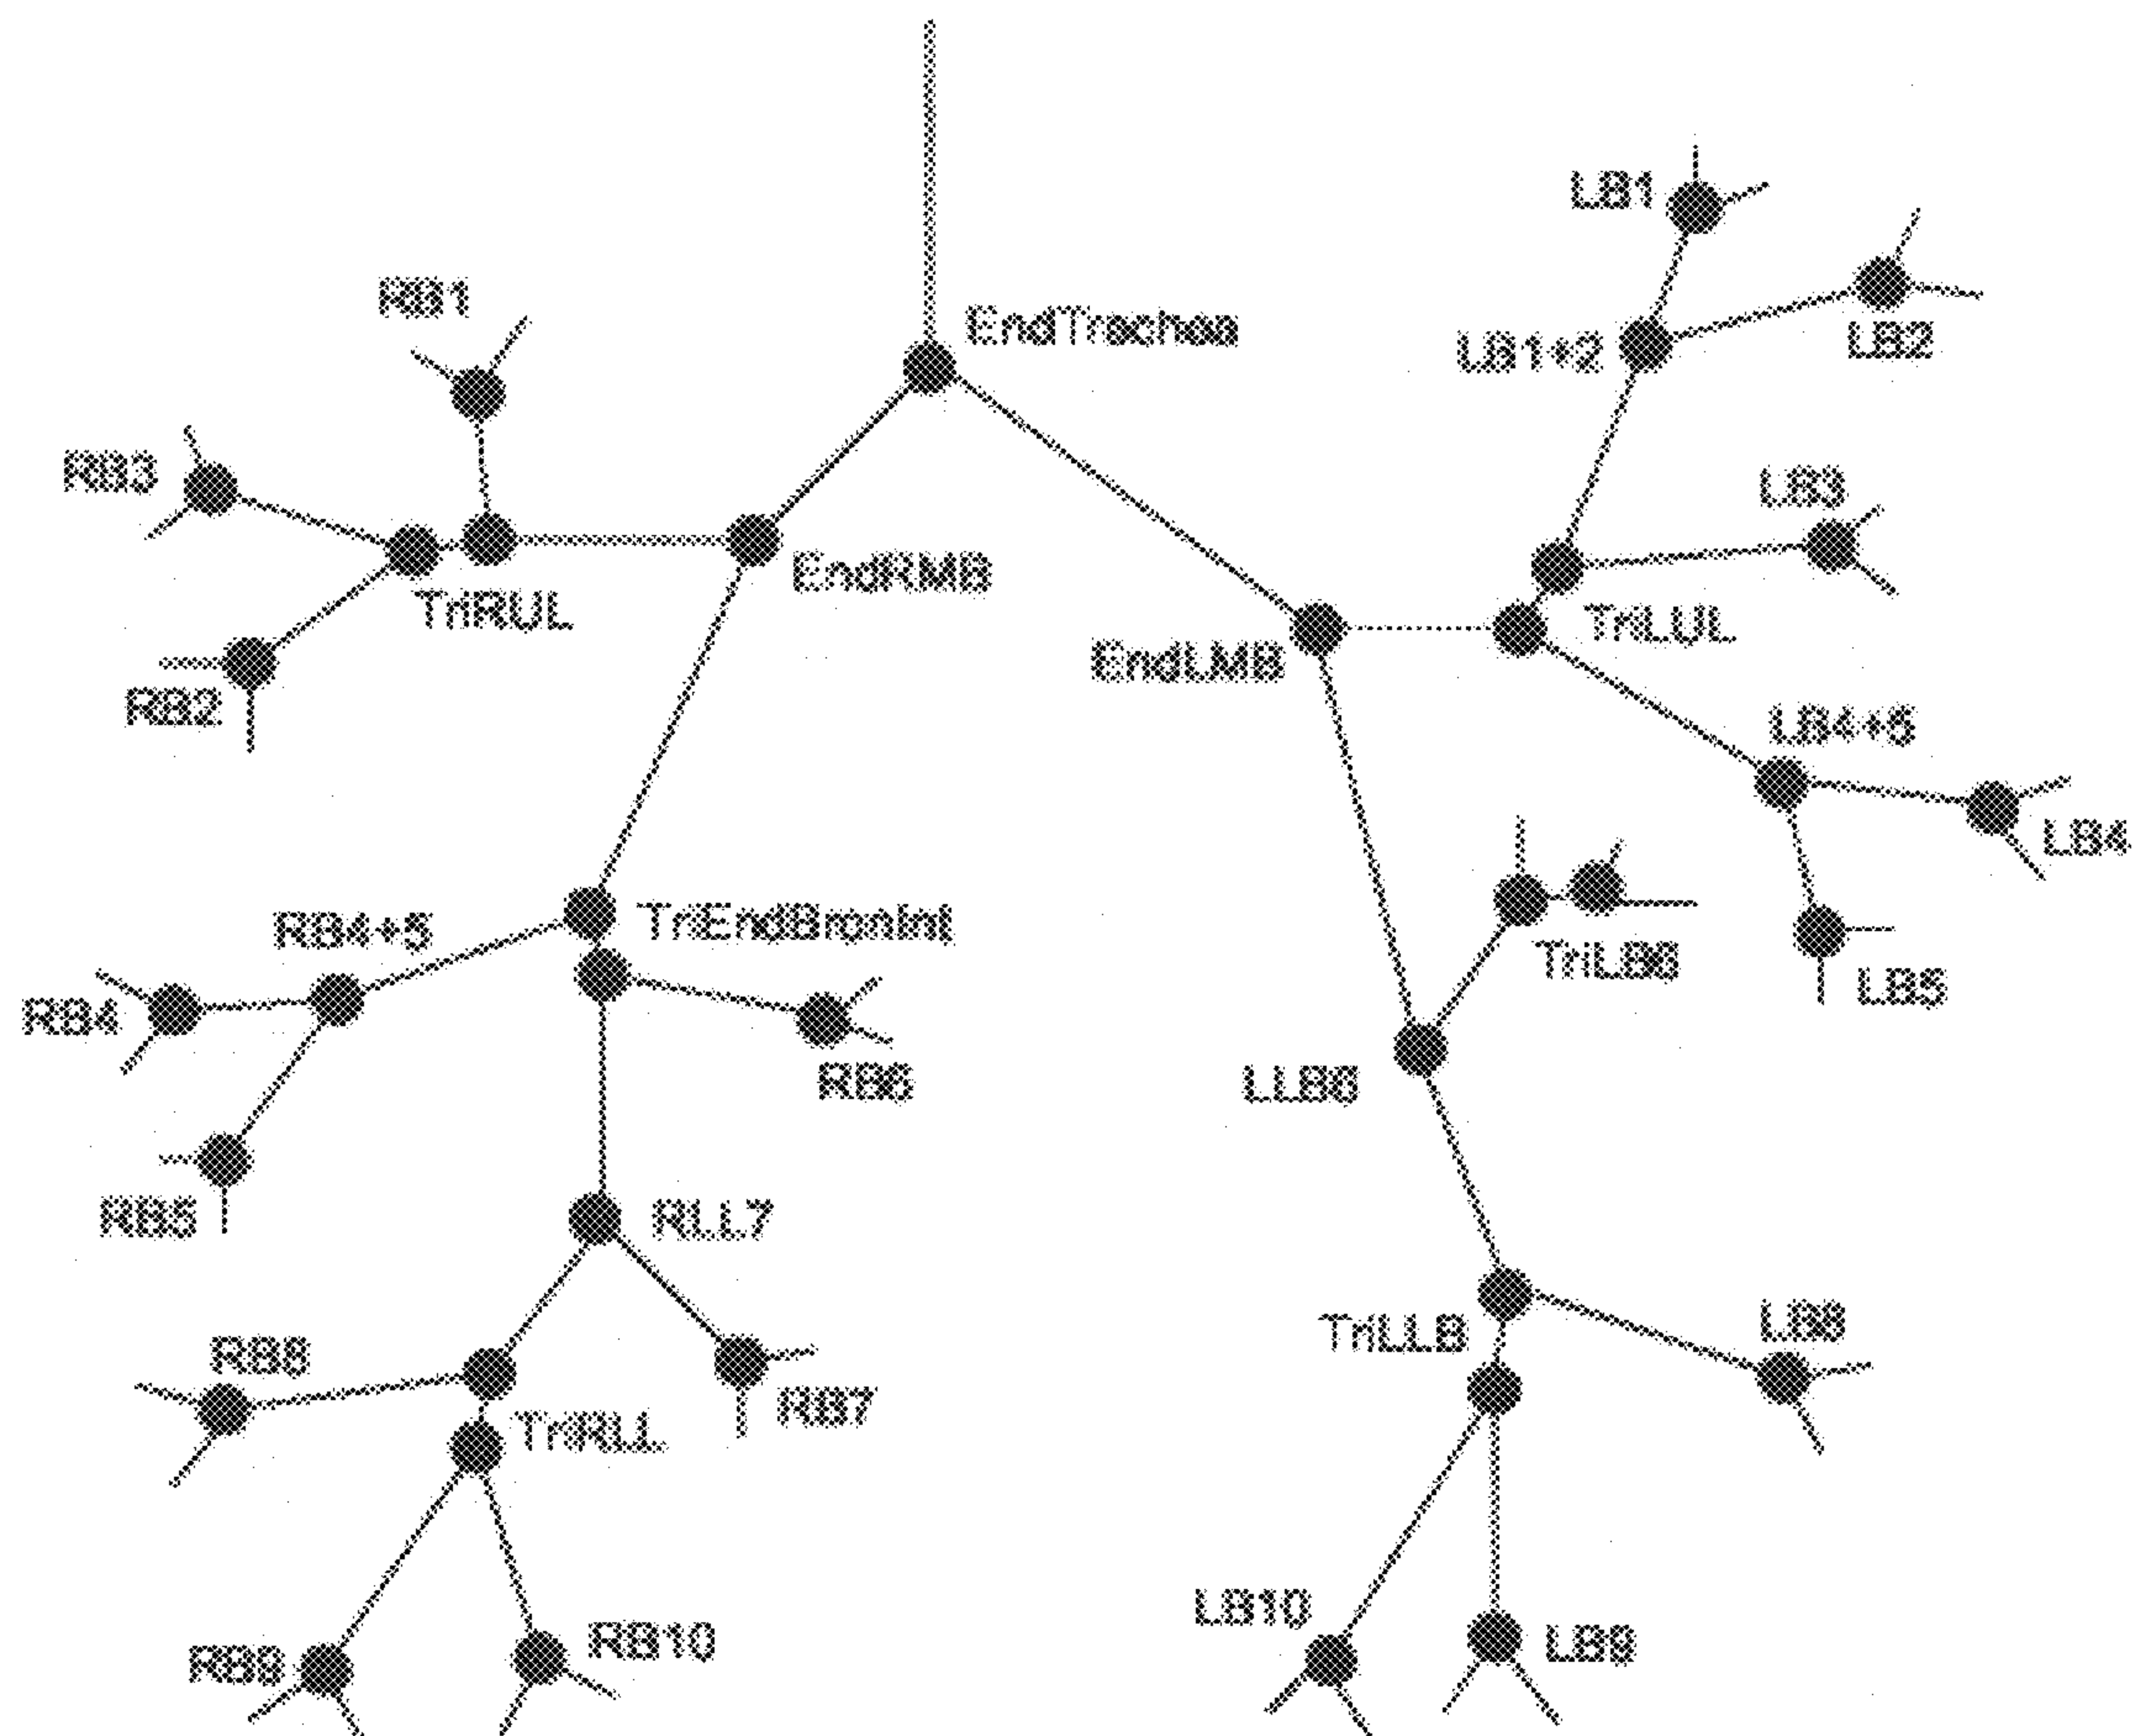 LB1
RB1
EndTrachea
LB1+2
LB2
RB3
LB3
EndRMB
TriRUL
TriLUL
EndLMB
RB2
LB4+5
LB4
RB4+5
TriEndBronInt
TriLB6
LB5
RB4
RB6
LLB6
RB5
RLL7
LB8
TriLLB
RB8
RB7
TriRLL
LB10
RB10
LB9
RB9